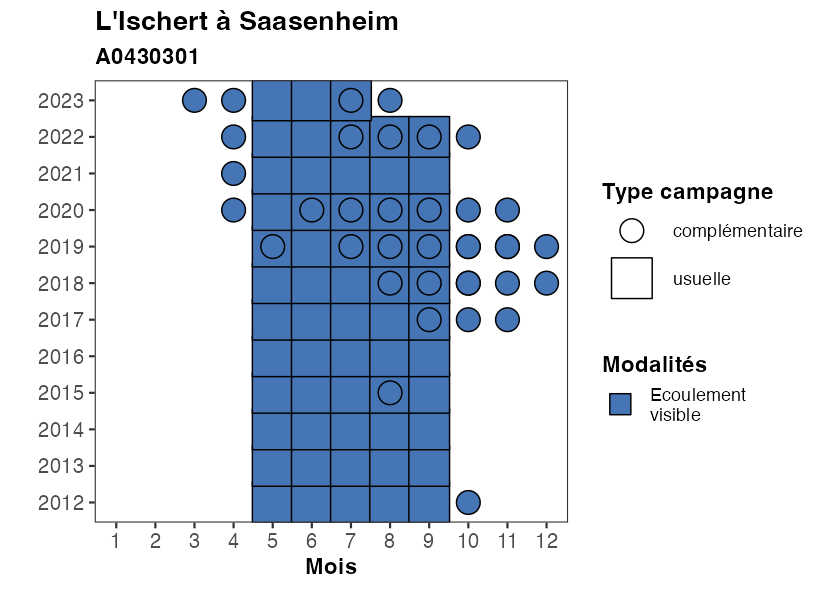 L'Ischert à Saasenheim
A0430301
2023
2022
2021
2020
2019
2018
2017
2016
2015
2014
2013
2012
1 2 3 4 5 6 7 8 9 10 11 12
Mois
Type campagne
complémentaire
usuelle
Modalités
Ecoulement
visible